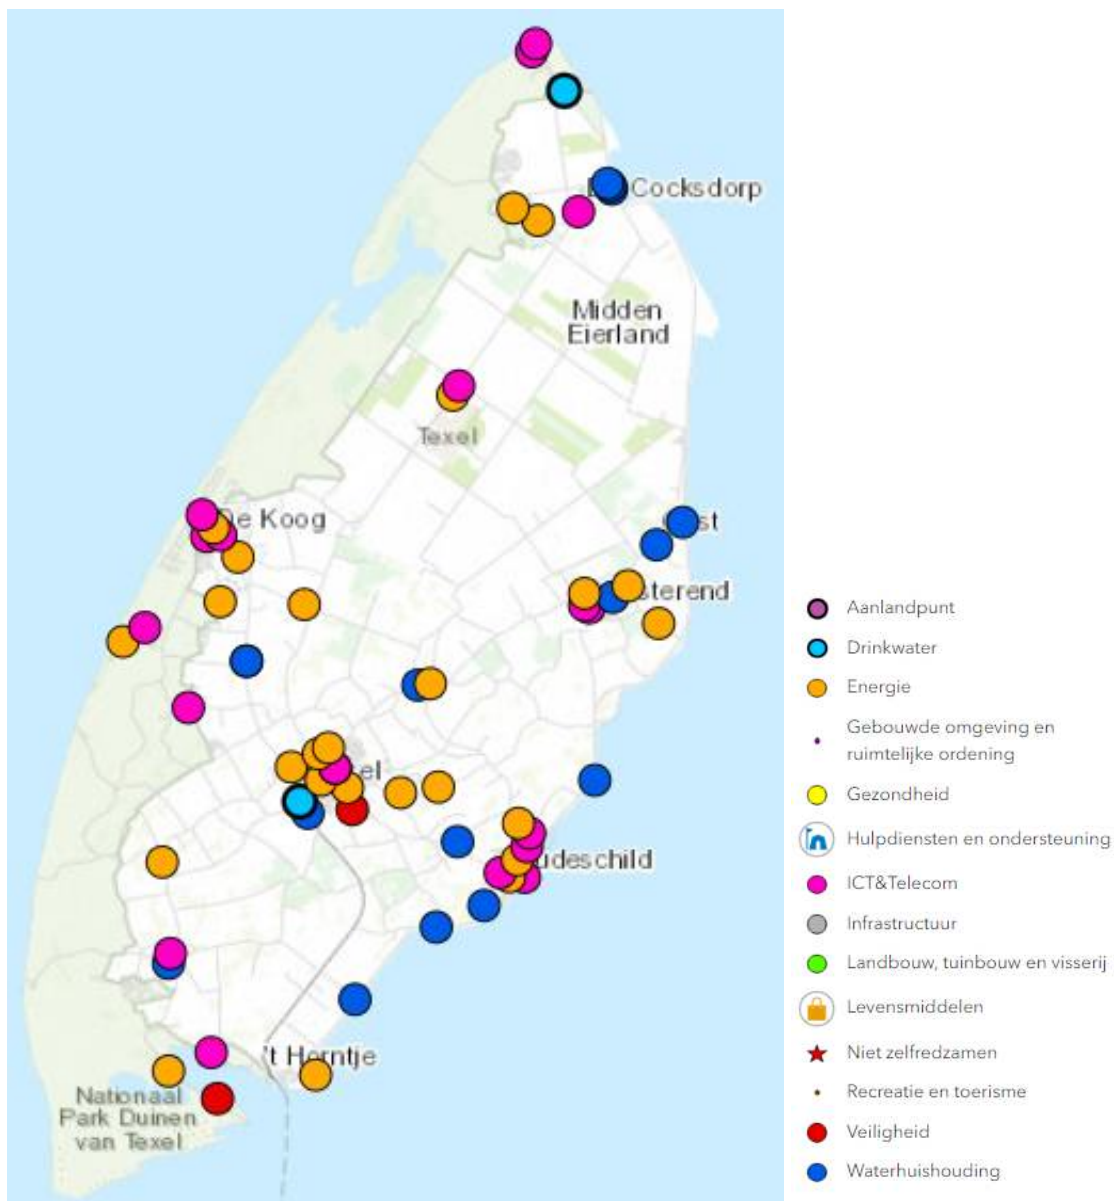 Cocksdorp
Midden
Eierland
Texel
De Koog
st
sterend
el
udeschild
't Horntje
Nationaal
Park Duinen
van Texel
Aanlandpunt
Drinkwater
Energie
Gebouwde omgeving en
ruimtelijke ordening
Gezondheid
Hulpdiensten en ondersteuning
ICT&Telecom
Infrastructuur
Landbouw, tuinbouw en visserij
Levensmiddelen
Niet zelfredzamen
Recreatie en toerisme
Veiligheid
Waterhuishouding